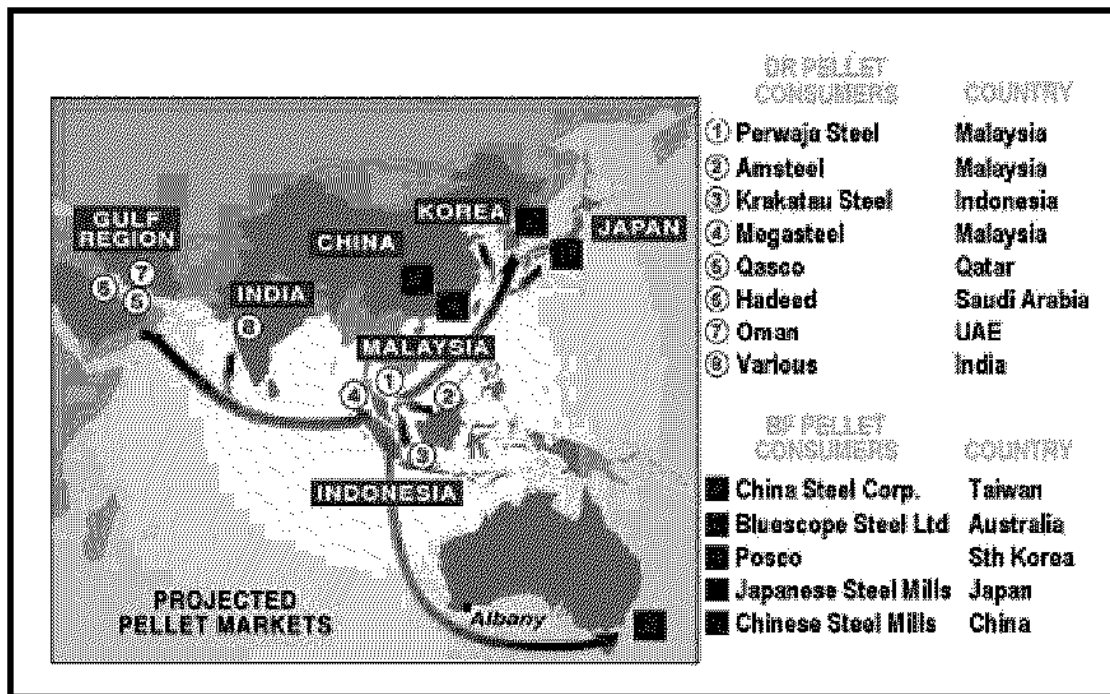 DR PELLET
CONSUMERS COUNTRY
① Perwaja Steel Malaysia
② Amsteel Malaysia
③ Krakatau Steel Indonesia
④ Megasteel Malaysia
⑤ Qasco Qatar
⑥ Hadeed Saudi Arabia
⑦ Oman UAE
⑧ Various India
BF PELLET
CONSUMERS COUNTRY
China Steel Corp. Taiwan
Bluescope Steel Ltd Australia
Posco Sth Korea
Japanese Steel Mills Japan
Chinese Steel Mills China
GULF
REGION
KOREA
JAPAN
CHINA
INDIA
MALAYSIA
INDONESIA
PROJECTED
PELLET MARKETS
Albany